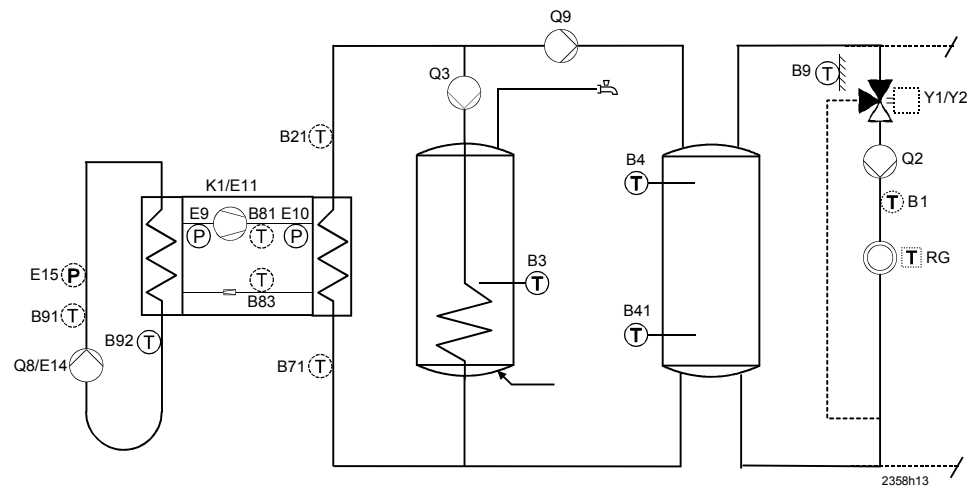 Q9
Q3
B9 T
Y1/Y2
B21 T
B4
T
Q2
K1/E11
E9 B81 E10
P T P
T B1
B3
T
T RG
E15 P
T
B83
B91 T
B92 T
B41
T
Q8/E14
B71 T
2358h13